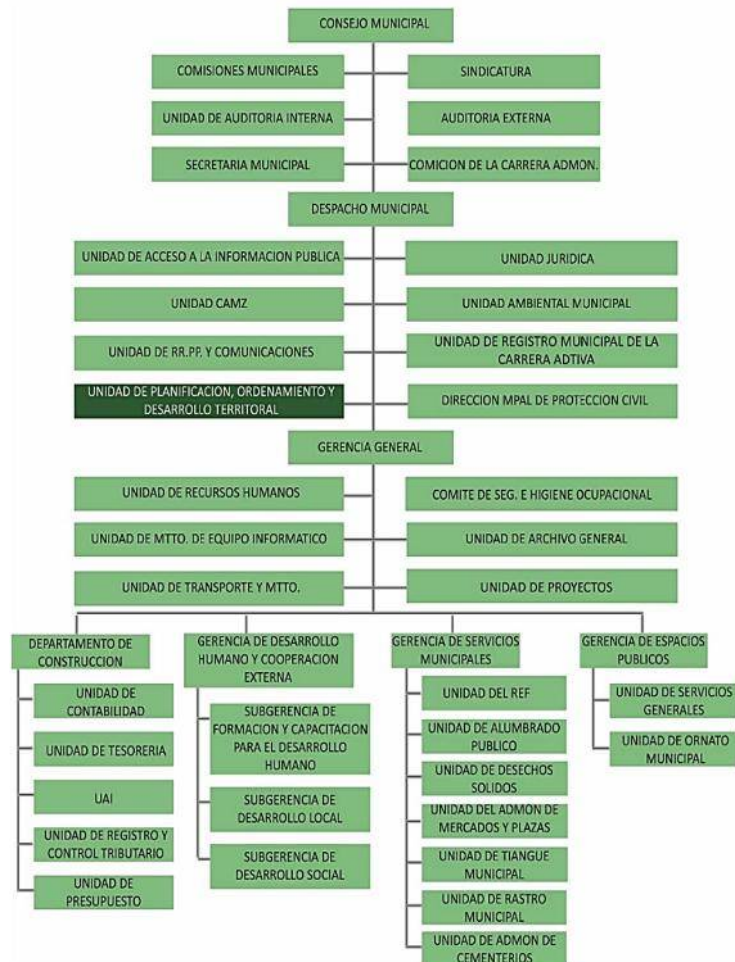 CONSEJO MUNICIPAL
COMISIONES MUNICIPALES
SINDICATURA
UNIDAD DE AUDITORIA INTERNA
AUDITORIA EXTERNA
SECRETARIA MUNICIPAL
COMICION DE LA CARRERA ADMON.
DESPACHO MUNICIPAL
UNIDAD DE ACCESO A LA INFORMACION PUBLICA
UNIDAD JURIDICA
UNIDAD CAMZ
UNIDAD AMBIENTAL MUNICIPAL
UNIDAD DE RR.PP. Y COMUNICACIONES
UNIDAD DE REGISTRO MUNICIPAL DE LA
CARRERA ADTIVA
UNIDAD DE PLANIFICACION, ORDENAMIENTO Y
DESARROLLO TERRITORAL
DIRECCION MPAL DE PROTECCION CIVIL
GERENCIA GENERAL
UNIDAD DE RECURSOS HUMANOS
COMITE DE SEG. E HIGIENE OCUPACIONAL
UNIDAD DE MTTO. DE EQUIPO INFORMATICO
UNIDAD DE ARCHIVO GENERAL
UNIDAD DE TRANSPORTE Y MTTO.
UNIDAD DE PROYECTOS
DEPARTAMENTO DE
CONSTRUCCION
UNIDAD DE
CONTABILIDAD
UNIDAD DE TESORERIA
UAI
UNIDAD DE REGISTRO Y
CONTROL TRIBUTARIO
UNIDAD DE
PRESUPUESTO
GERENCIA DE DESARROLLO
HUMANO Y COOPERACION
EXTERNA
SUBGERENCIA DE
FORMACION Y CAPACITACION
PARA EL DESARROLLO
HUMANO
SUBGERENCIA DE
DESARROLLO LOCAL
SUBGERENCIA DE
DESARROLLO SOCIAL
GERENCIA DE SERVICIOS
MUNICIPALES
UNIDAD DEL REF
UNIDAD DE ALUMBRADO
PUBLICO
UNIDAD DE DESECHOS
SOLIDOS
UNIDAD DEL ADMON DE
MERCADOS Y PLAZAS
UNIDAD DE TIANGUE
MUNICIPAL
UNIDAD DE RASTRO
MUNICIPAL
UNIDAD DE ADMON DE
CEMENTERIOS
GERENCIA DE ESPACIOS
PUBLICOS
UNIDAD DE SERVICIOS
GENERALES
UNIDAD DE ORNATO
MUNICIPAL